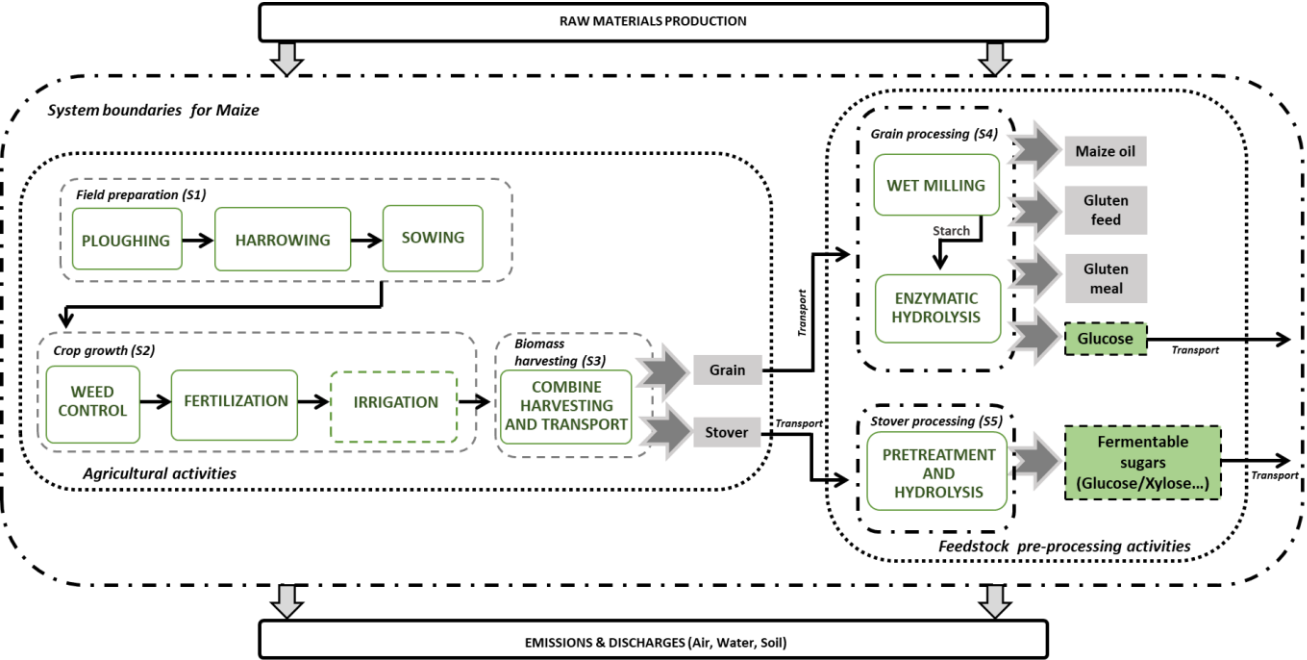 RAW MATERIALS PRODUCTION
System boundaries for Maize
Field preparation (S1)
PLOUGHING
HARROWING
SOWING
Crop growth (S2)
WEED
CONTROL
FERTILIZATION
IRRIGATION
Biomass
harvesting (S3)
COMBINE
HARVESTING
AND TRANSPORT
Grain
Stover
Agricultural activities
Transport
Transport
Grain processing (S4)
WET MILLING
Starch
ENZYMATIC
HYDROLYSIS
Maize oil
Gluten
feed
Gluten
meal
Glucose
Transport
Stover processing (S5)
PRETREATMENT
AND
HYDROLYSIS
Fermentable
sugars
(Glucose/Xylose...)
Transport
Feedstock pre-processing activities
EMISSIONS & DISCHARGES (Air, Water, Soil)